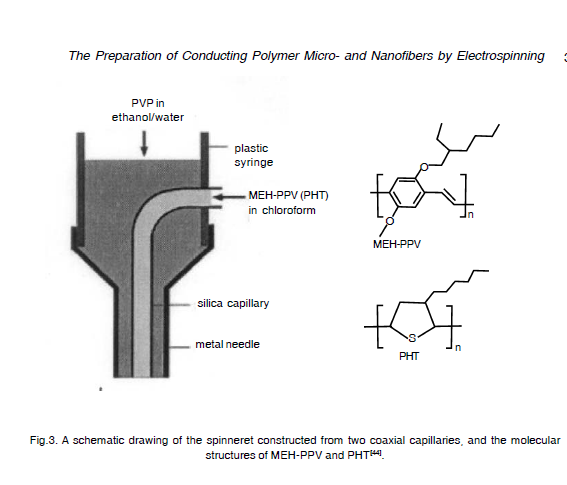 The Preparation of Conducting Polymer Micro- and Nanofibers by Electrospinning
PVP in
ethanol/water
plastic
syringe
MEH-PPV (PHT)
in chloroform
silica capillary
metal needle
O
n
O
MEH-PPV
S
n
PHT
Fig.3. A schematic drawing of the spinneret constructed from two coaxial capillaries, and the molecular
structures of MEH-PPV and PHT[44].